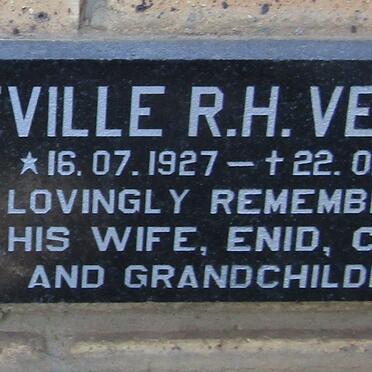 VILLE R.H. VE
*16.07.1927 – † 22.0
LOVINGLY REMEMB
HIS WIFE, ENID, C
AND GRANDCHILD